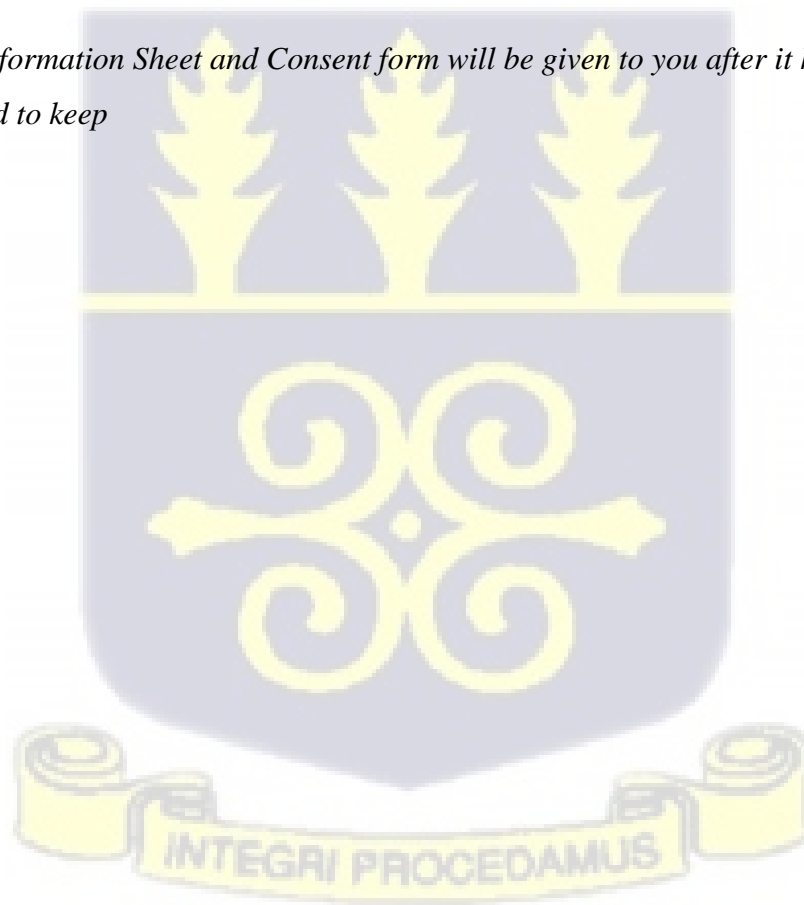 formation Sheet and Consent form will be given to you after it
d to keep
INTEGRI PROCEDAMUS